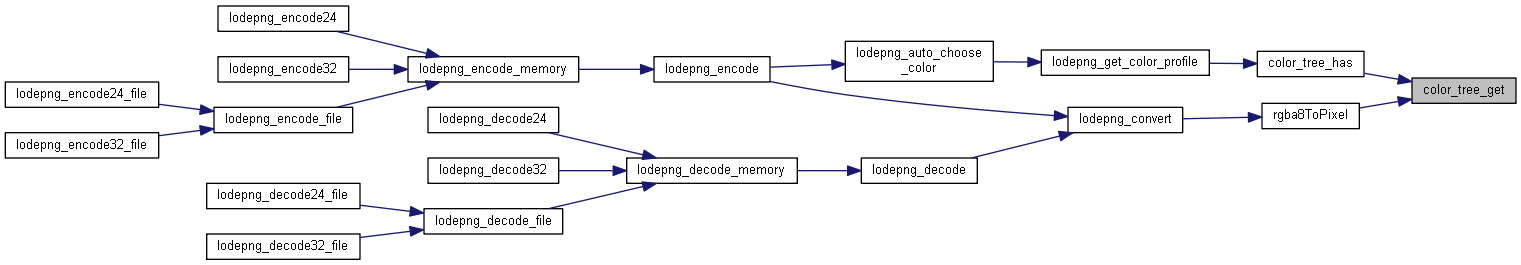 lodepng_encode24
lodepng_encode32
lodepng_encode24_file
lodepng_encode32_file
lodepng_encode_file
lodepng_encode_memory
lodepng_decode24
lodepng_decode32
lodepng_decode24_file
lodepng_decode32_file
lodepng_decode_file
lodepng_decode_memory
lodepng_encode
lodepng_decode
lodepng_auto_choose
_color
lodepng_get_color_profile
lodepng_convert
color_tree_has
rgba8ToPixel
color_tree_get